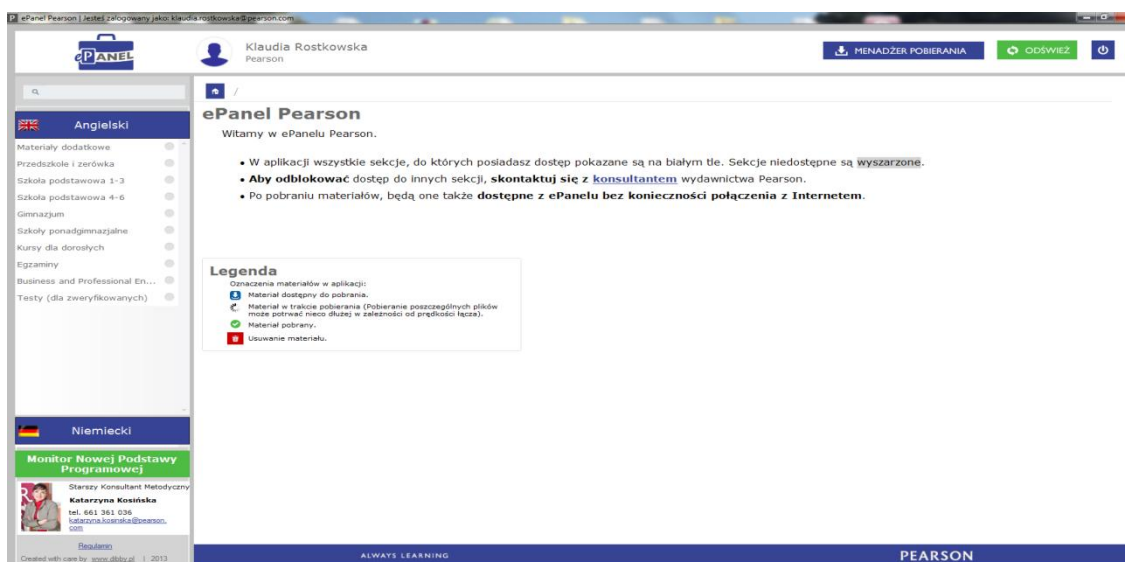 ePanel Pearson | Jesteś zalogowany jako: klaudia.rostkowska@pearson.com
ePANEL
Klaudia Rostkowska
Pearson
MENADŻER POBIERANIA
ODŚWIEŻ
/
Angielski
Materiały dodatkowe
Przedszkole i zerówka
Szkoła podstawowa 1-3
Szkoła podstawowa 4-6
Gimnazjum
Szkoły ponadgimnazjalne
Kursy dla dorosłych
Egzaminy
Business and Professional En...
Testy (dla zweryfikowanych)
ePanel Pearson
Witamy w ePanelu Pearson.
• W aplikacji wszystkie sekcje, do których posiadasz dostęp pokazane są na białym tle. Sekcje niedostępne są wyszarzone.
• Aby odblokować dostęp do innych sekcji, skontaktuj się z konsultantem wydawnictwa Pearson.
• Po pobraniu materiałów, będą one także dostępne z ePanelu bez konieczności połączenia z Internetem.
Legenda
Oznaczenia materiałów w aplikacji:
Materiał dostępny do pobrania.
Materiał w trakcie pobierania (Pobieranie poszczególnych plików
może potrwać nieco dłużej w zależności od prędkości łącza).
Materiał pobrany.
Usuwanie materiału.
Niemiecki
Monitor Nowej Podstawy
Programowej
Starszy Konsultant Metodyczny
Katarzyna Kosińska
tel. 661 361 036
katarzyna.kosinska@pearson.
com
Regulamin
Created with care by www.dibby.pl | 2013
ALWAYS LEARNING
PEARSON